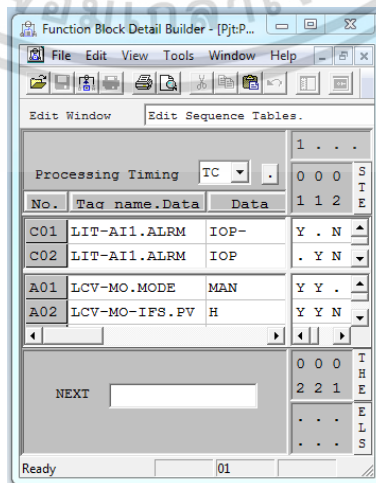 Function Block Detail Builder - [Pjt:P...
File Edit View Tools Window Help
Edit Window Edit Sequence Tables.
1 . . .
Processing Timing TC . 0 0 0 S T E
No. Tag name.Data Data 1 1 2
C01 LIT-AI1.ALRM IOP- Y . N
C02 LIT-AI1.ALRM IOP . Y N
A01 LCV-MO.MODE MAN Y Y .
A02 LCV-MO-IFS.PV H Y Y N
0 0 0 T H E
NEXT 2 2 1
. . . E L S
. . .
Ready 01